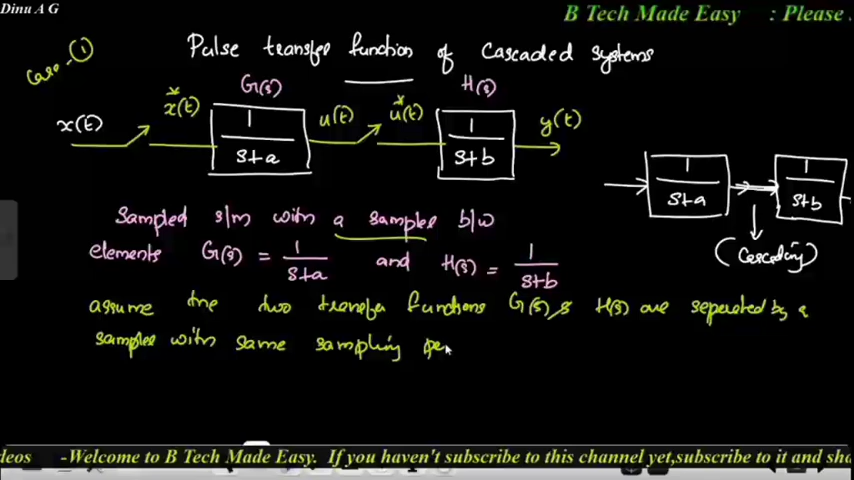 Dinu A G
B Tech Made Easy : Please
Case-①
Pulse transfer function of Cascaded systems
G(s) H(s)
x(t) x*(t) 1/s+a u(t) u*(t) 1/s+b y(t)
1/s+a 1/s+b
(Cascading)
Sampled s/m with a sampler b/w
elements G(s) = 1/s+a and H(s) = 1/s+b
assume the two transfer functions G(s) & H(s) are seperated by a
sampler with same sampling pe
deos -Welcome to B Tech Made Easy. If you haven't subscribe to this channel yet,subscribe to it and sha